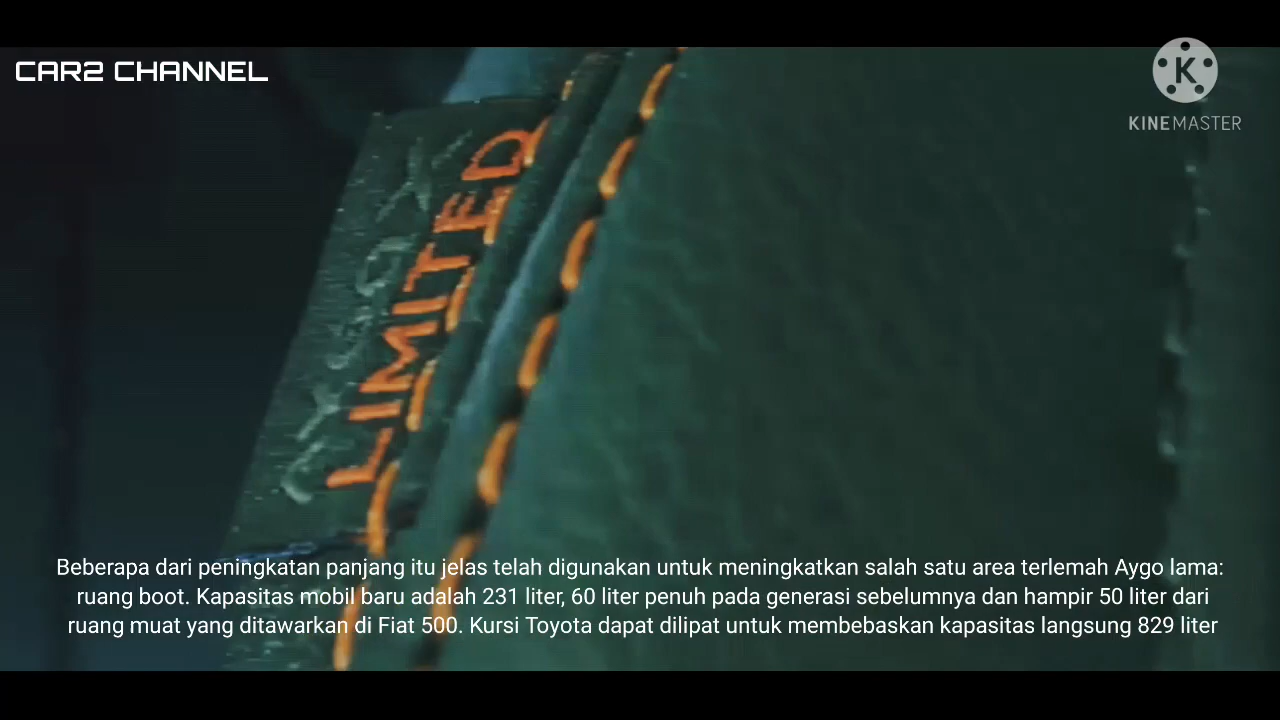 CAR2 CHANNEL
K
KINEMASTER
Aygo X
LIMITED
Beberapa dari peningkatan panjang itu jelas telah digunakan untuk meningkatkan salah satu area terlemah Aygo lama:
ruang boot. Kapasitas mobil baru adalah 231 liter, 60 liter penuh pada generasi sebelumnya dan hampir 50 liter dari
ruang muat yang ditawarkan di Fiat 500. Kursi Toyota dapat dilipat untuk membebaskan kapasitas langsung 829 liter